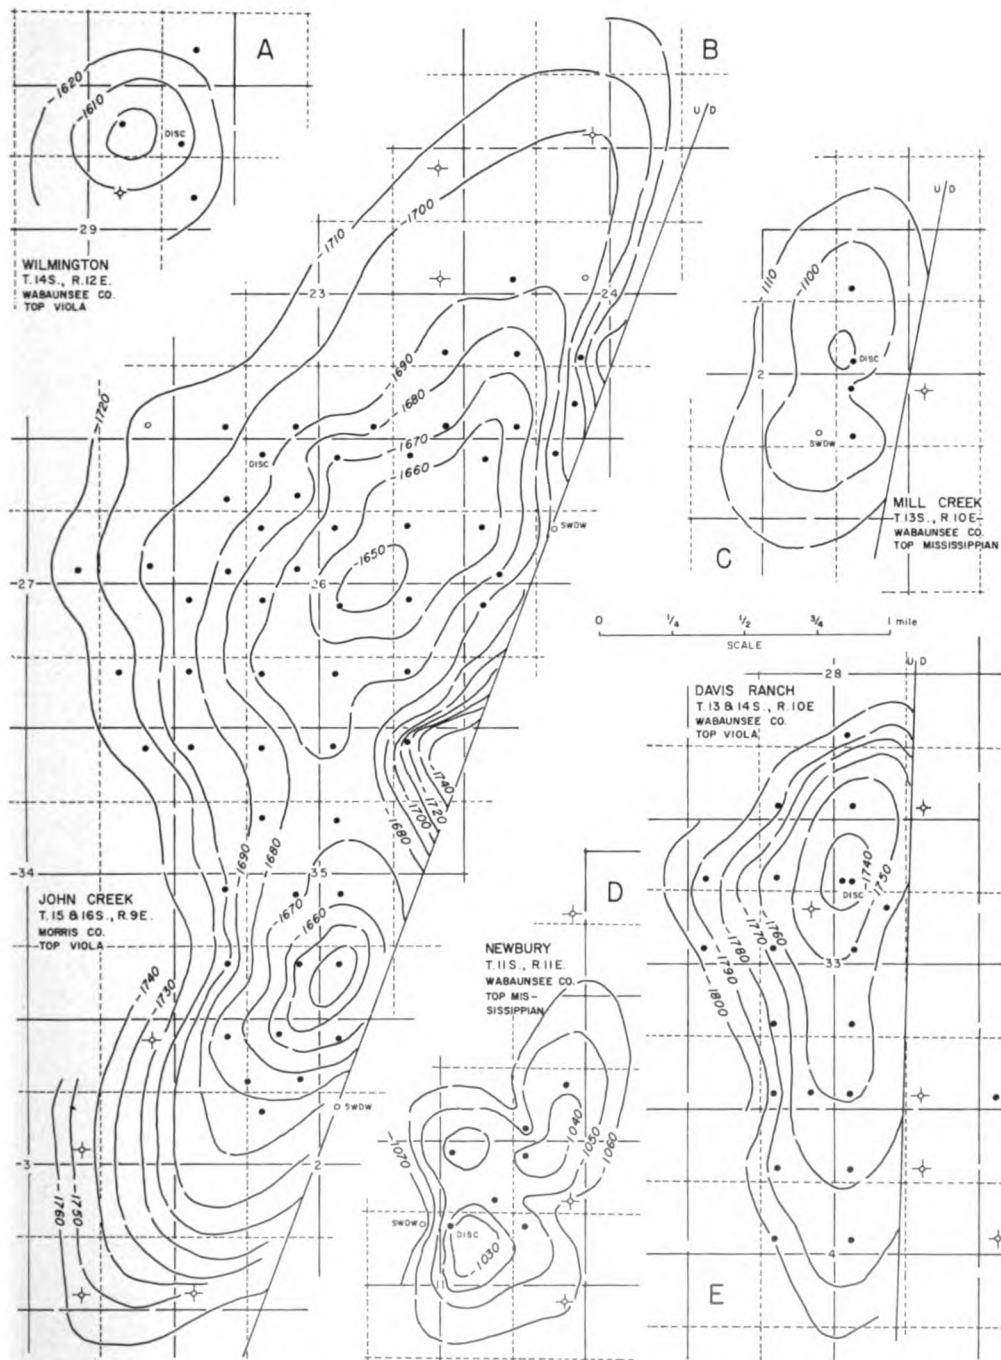 A
-1620
-1610
DISC
29
WILMINGTON
T. 14S., R. 12 E.
WABAUNSEE CO.
TOP VIOLA
B
U/D
-1710
-1700
23
24
-1690
-1680
-1720
-1670
DISC
-1660
SWDW
-1650
27
26
-1740
-1720
-1700
-1680
-1690
-1680
34
35
JOHN CREEK
T. 15 & 16S., R. 9E.
MORRIS CO.
TOP VIOLA
-1670
-1660
-1740
-1730
SWDW
3
2
-1760
-1750
U/D
-1110
-1100
DISC
2
SWDW
MILL CREEK
T. 13S., R. 10E
WABAUNSEE CO.
TOP MISSISSIPPIAN
C
0 1/4 1/2 3/4 1 mile
SCALE
D
NEWBURY
T. 11S., R. 11E.
WABAUNSEE CO.
TOP MIS-
SISSIPPIAN
-1040
-1050
-1060
-1070
SWDW
DISC
-1030
28
U D
DAVIS RANCH
T. 13 & 14S., R. 10E
WABAUNSEE CO.
TOP VIOLA
-1740
-1750
DISC
-1760
-1770
-1780
-1790
-1800
33
4
E